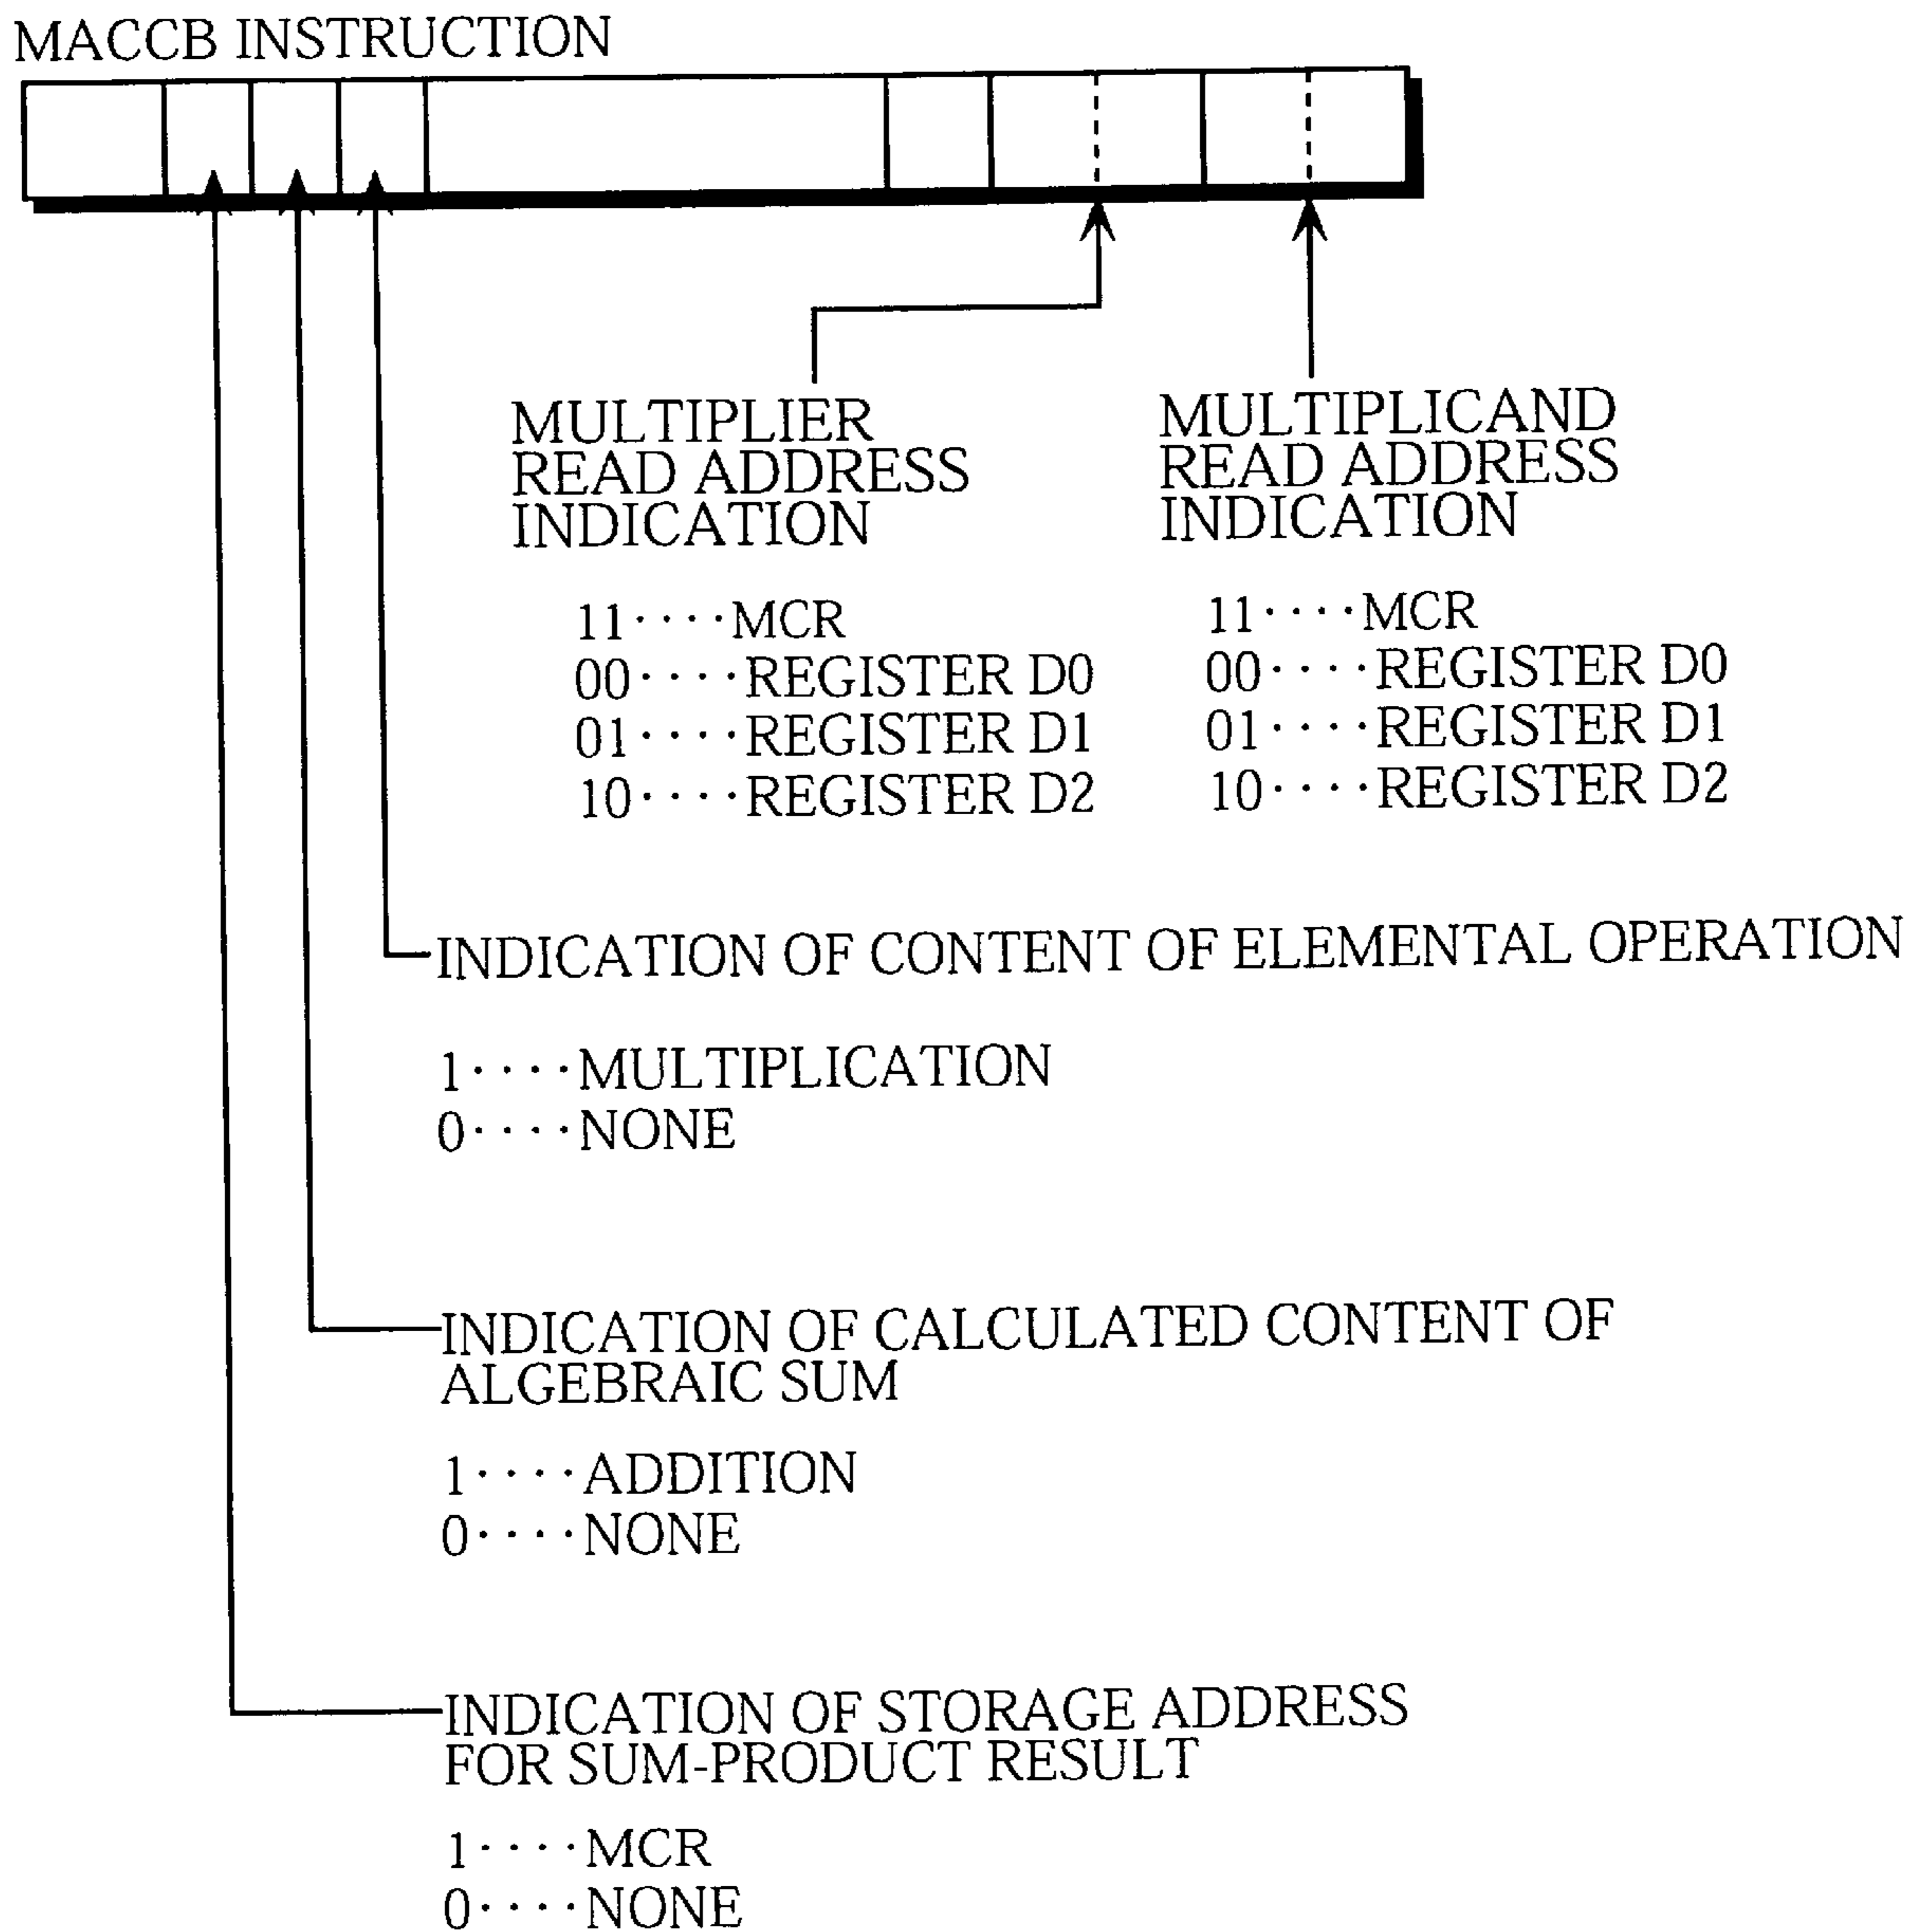 MACCB INSTRUCTION
MULTIPLIER
READ ADDRESS
INDICATION
11····MCR
00····REGISTER D0
01····REGISTER D1
10····REGISTER D2
MULTIPLICAND
READ ADDRESS
INDICATION
11····MCR
00····REGISTER D0
01····REGISTER D1
10····REGISTER D2
INDICATION OF CONTENT OF ELEMENTAL OPERATION
1····MULTIPLICATION
0····NONE
INDICATION OF CALCULATED CONTENT OF
ALGEBRAIC SUM
1····ADDITION
0····NONE
INDICATION OF STORAGE ADDRESS
FOR SUM-PRODUCT RESULT
1····MCR
0····NONE